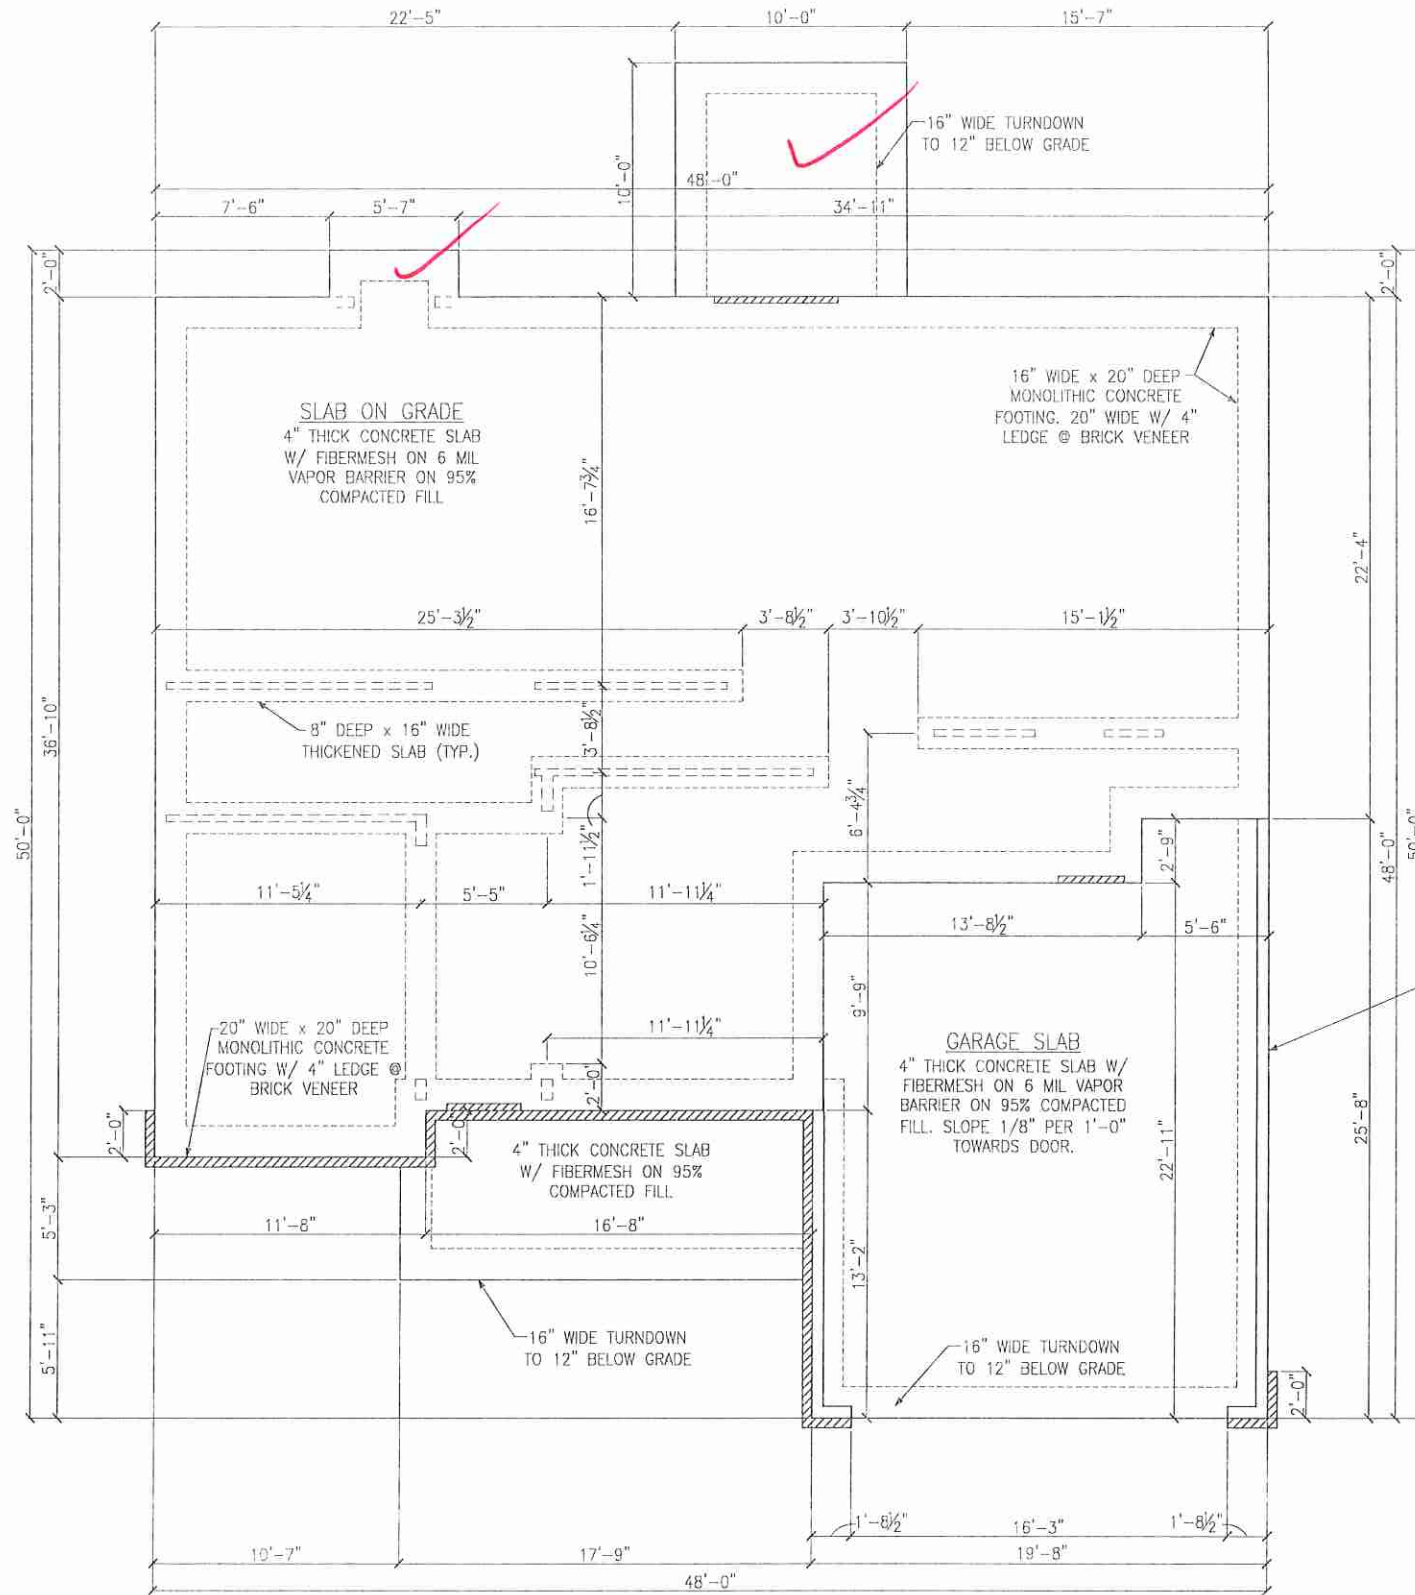 22'-5"
10'-0"
15'-7"
16" WIDE TURNDOWN
TO 12" BELOW GRADE
10'-0"
48'-0"
7'-6"
5'-7"
34'-11"
2'-0"
2'-0"
16" WIDE x 20" DEEP
MONOLITHIC CONCRETE
FOOTING. 20" WIDE W/ 4"
LEDGE @ BRICK VENEER
SLAB ON GRADE
4" THICK CONCRETE SLAB
W/ FIBERMESH ON 6 MIL
VAPOR BARRIER ON 95%
COMPACTED FILL
16'-7¾"
22'-4"
25'-3½"
3'-8½"
3'-10½"
15'-1½"
36'-10"
8" DEEP x 16" WIDE
THICKENED SLAB (TYP.)
3'-8½"
6'-4¾"
50'-0"
48'-0"
50'-0"
1'-11½"
2'-9"
11'-5¼"
5'-5"
11'-11¼"
13'-8½"
5'-6"
10'-6¼"
9'-9"
11'-11¼"
20" WIDE x 20" DEEP
MONOLITHIC CONCRETE
FOOTING W/ 4" LEDGE @
BRICK VENEER
GARAGE SLAB
4" THICK CONCRETE SLAB W/
FIBERMESH ON 6 MIL VAPOR
BARRIER ON 95% COMPACTED
FILL. SLOPE 1/8" PER 1'-0"
TOWARDS DOOR.
2'-0"
25'-8"
2'-0"
2'-0"
4" THICK CONCRETE SLAB
W/ FIBERMESH ON 95%
COMPACTED FILL
22'-11"
5'-3"
11'-8"
16'-8"
13'-2"
5'-11"
16" WIDE TURNDOWN
TO 12" BELOW GRADE
16" WIDE TURNDOWN
TO 12" BELOW GRADE
2'-0"
1'-8½"
16'-3"
1'-8½"
10'-7"
17'-9"
19'-8"
48'-0"